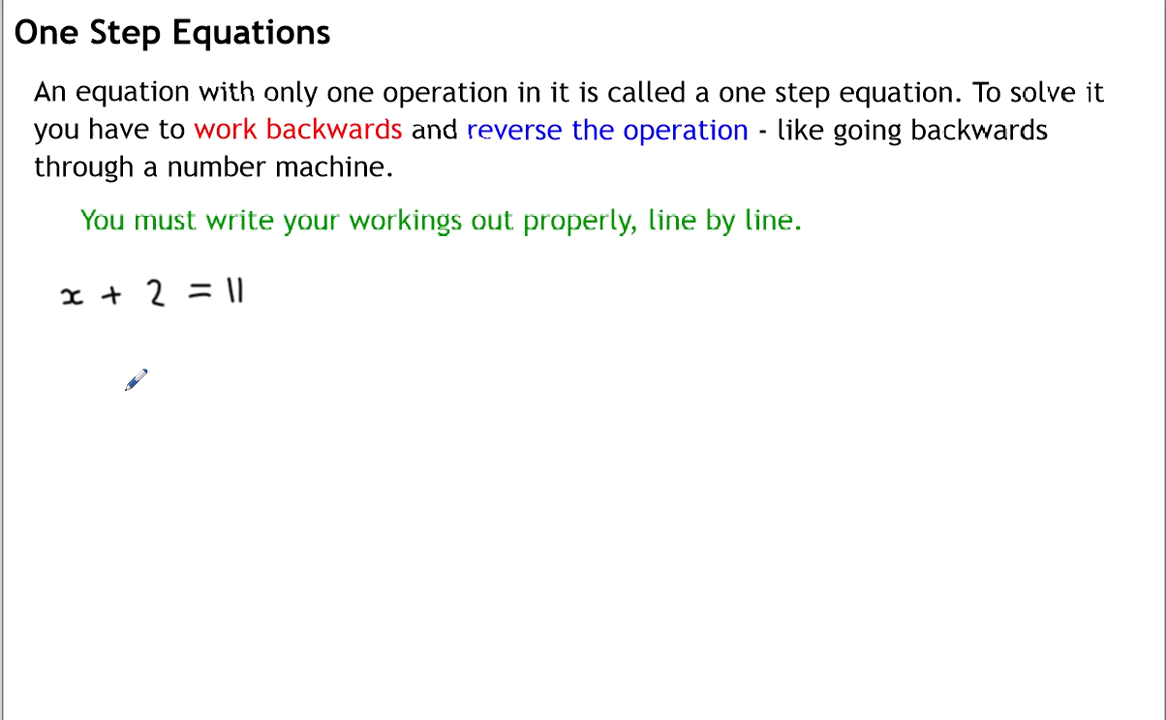 One Step Equations
An equation with only one operation in it is called a one step equation. To solve it
you have to work backwards and reverse the operation - like going backwards
through a number machine.
You must write your workings out properly, line by line.
x + 2 = 11